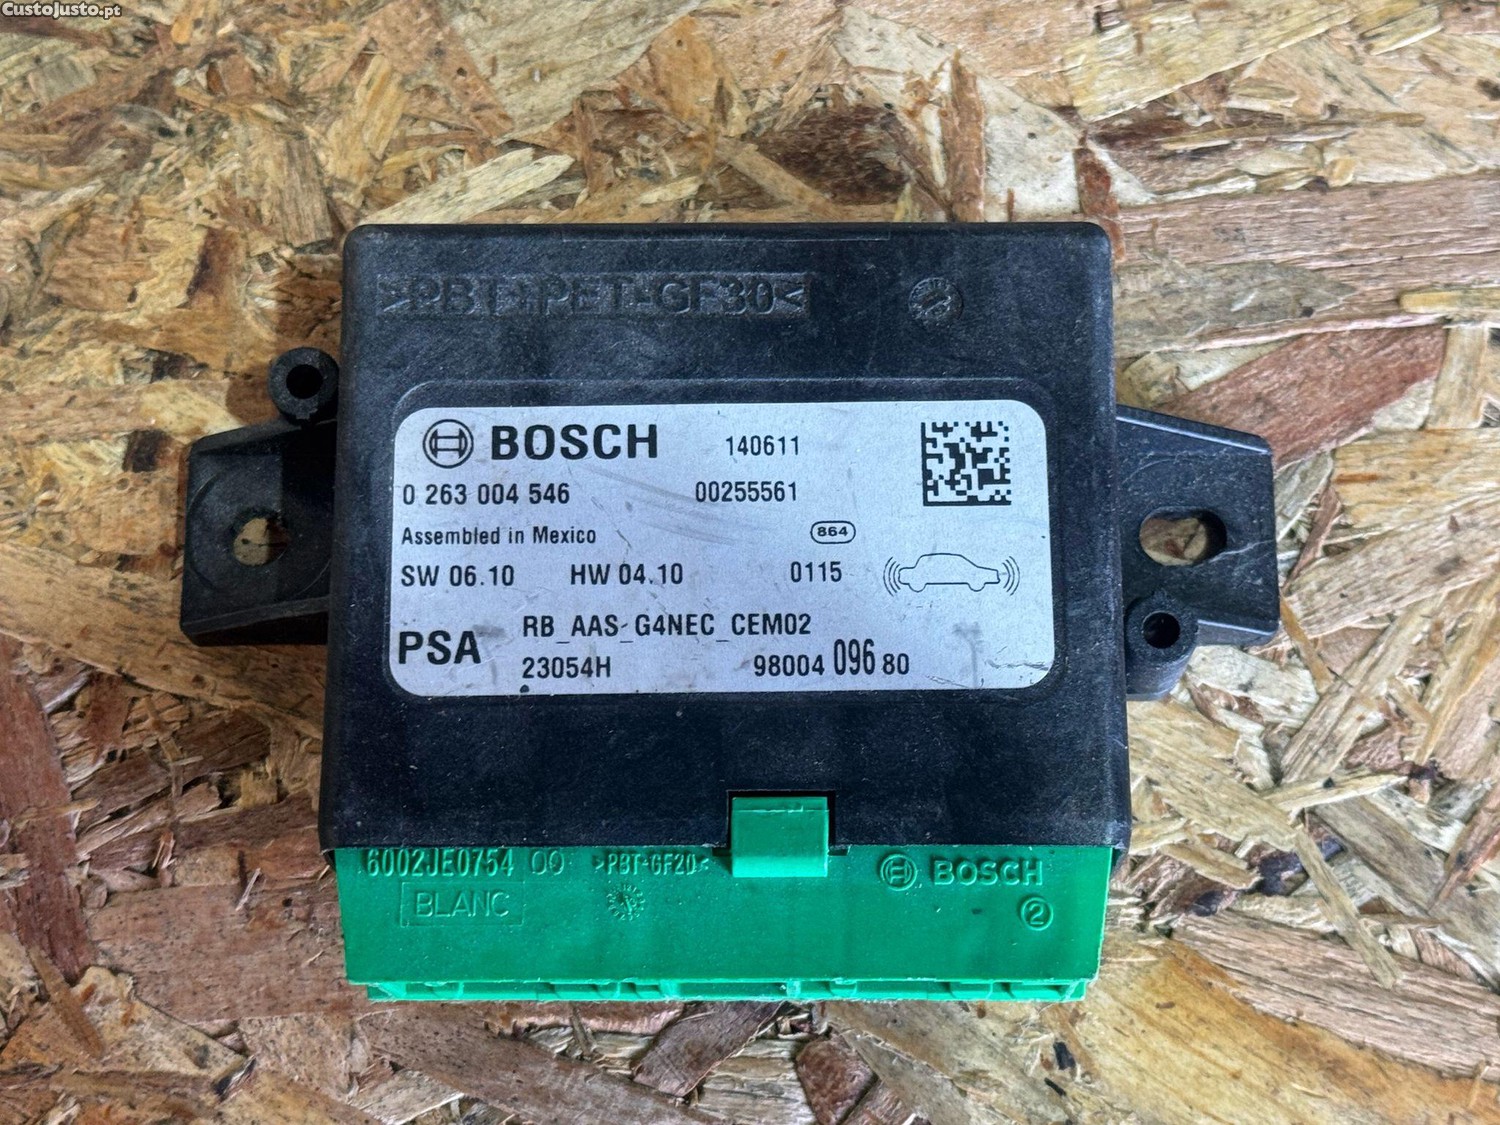 CustoJusto.pt
>PBT+PET-GF30<
BOSCH 140611
0 263 004 546 00255561
Assembled in Mexico 864
SW 06.10 HW 04.10 0115
RB_AAS_G4NEC_CEM02
PSA 23054H 98004 096 80
6002JE0754 00 >PBT-GF20< BOSCH
BLANC 2